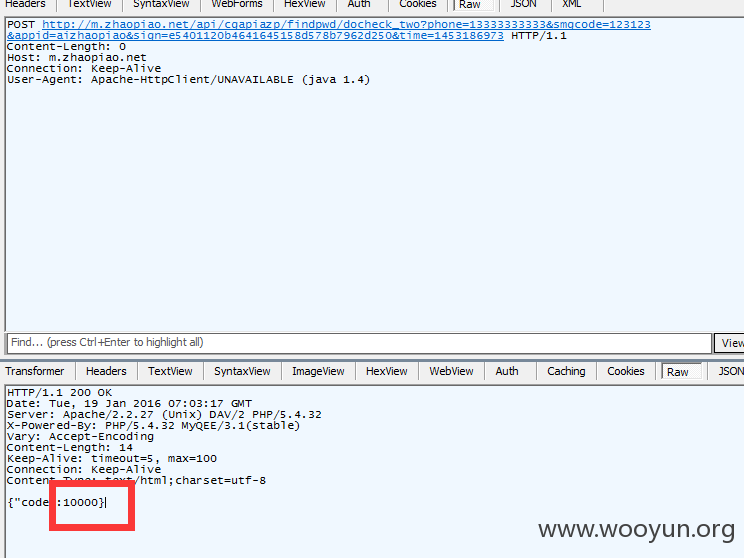 Headers TextView SyntaxView WebForms HexView Auth Cookies Raw JSON XML
POST http://m.zhaopiao.net/api/cqapiazp/findpwd/docheck_two?phone=13333333333&smqcode=123123
&appid=aizhaopiao&sign=e5401120b4641645158d578b7962d250&time=1453186973 HTTP/1.1
Content-Length: 0
Host: m.zhaopiao.net
Connection: Keep-Alive
User-Agent: Apache-HttpClient/UNAVAILABLE (java 1.4)
Find... (press Ctrl+Enter to highlight all)
View
Transformer Headers TextView SyntaxView ImageView HexView WebView Auth Caching Cookies Raw JSON
HTTP/1.1 200 OK
Date: Tue, 19 Jan 2016 07:03:17 GMT
Server: Apache/2.2.27 (Unix) DAV/2 PHP/5.4.32
X-Powered-By: PHP/5.4.32 MyQEE/3.1(stable)
Vary: Accept-Encoding
Content-Length: 14
Keep-Alive: timeout=5, max=100
Connection: Keep-Alive
Content-Type: text/html;charset=utf-8
{"code":10000}
www.wooyun.org